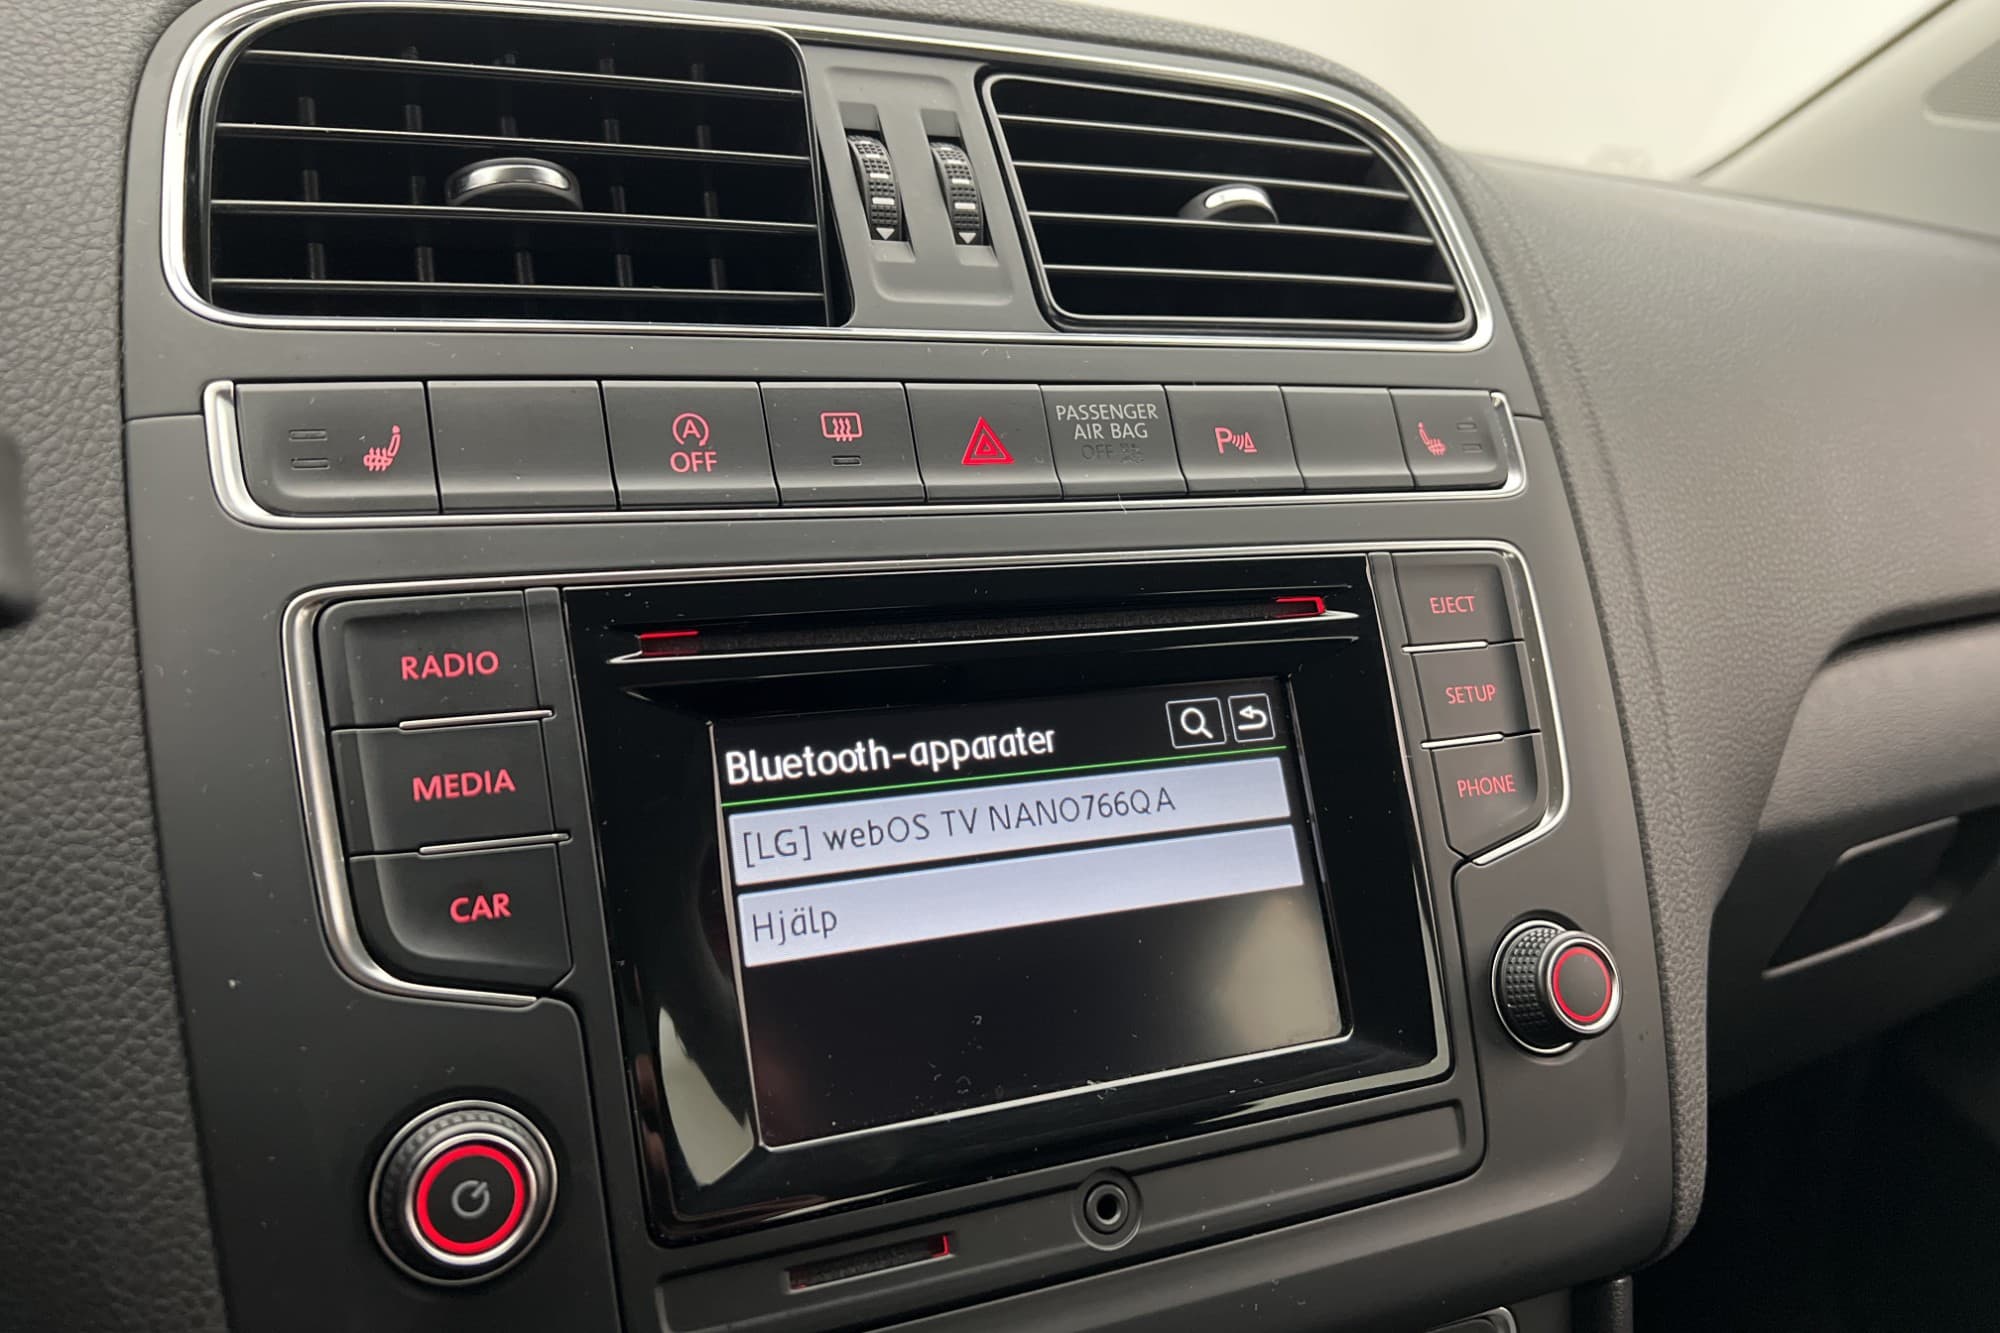 A
OFF
PASSENGER
AIR BAG
OFF
P
RADIO
MEDIA
CAR
EJECT
SETUP
PHONE
Bluetooth-apparater
[LG] webOS TV NANO766QA
Hjälp